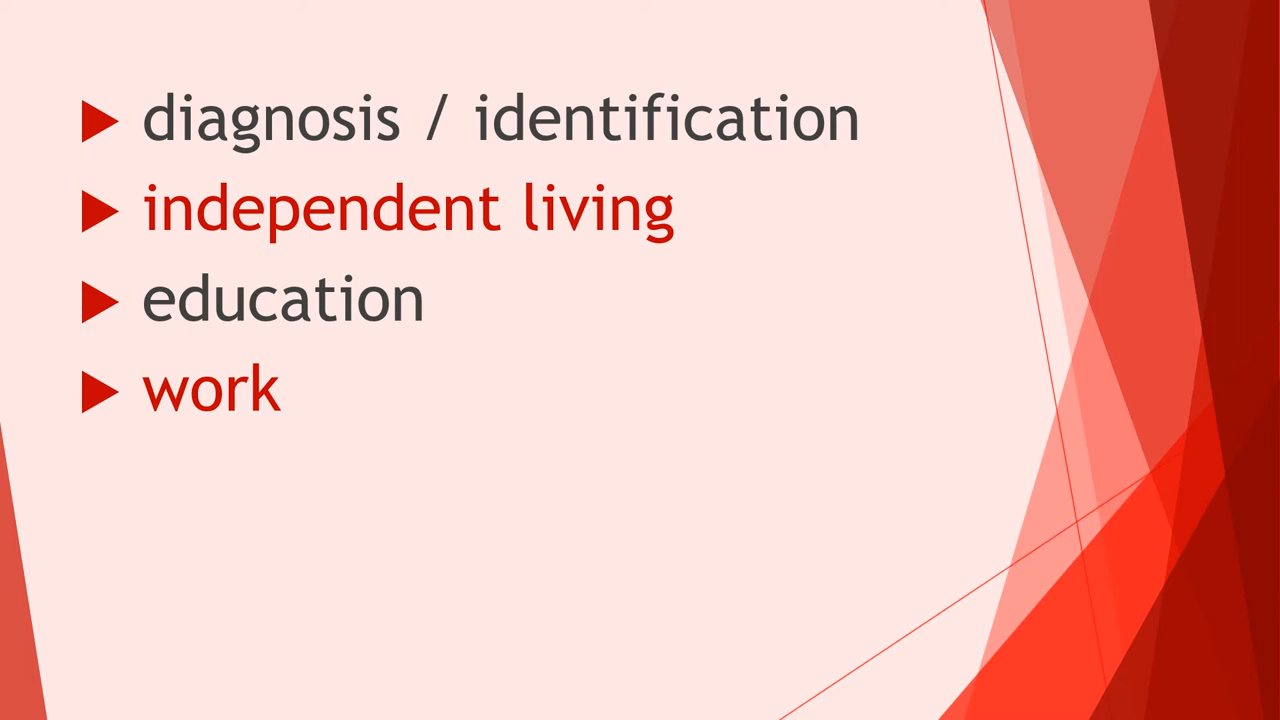 diagnosis / identification
independent living
education
work